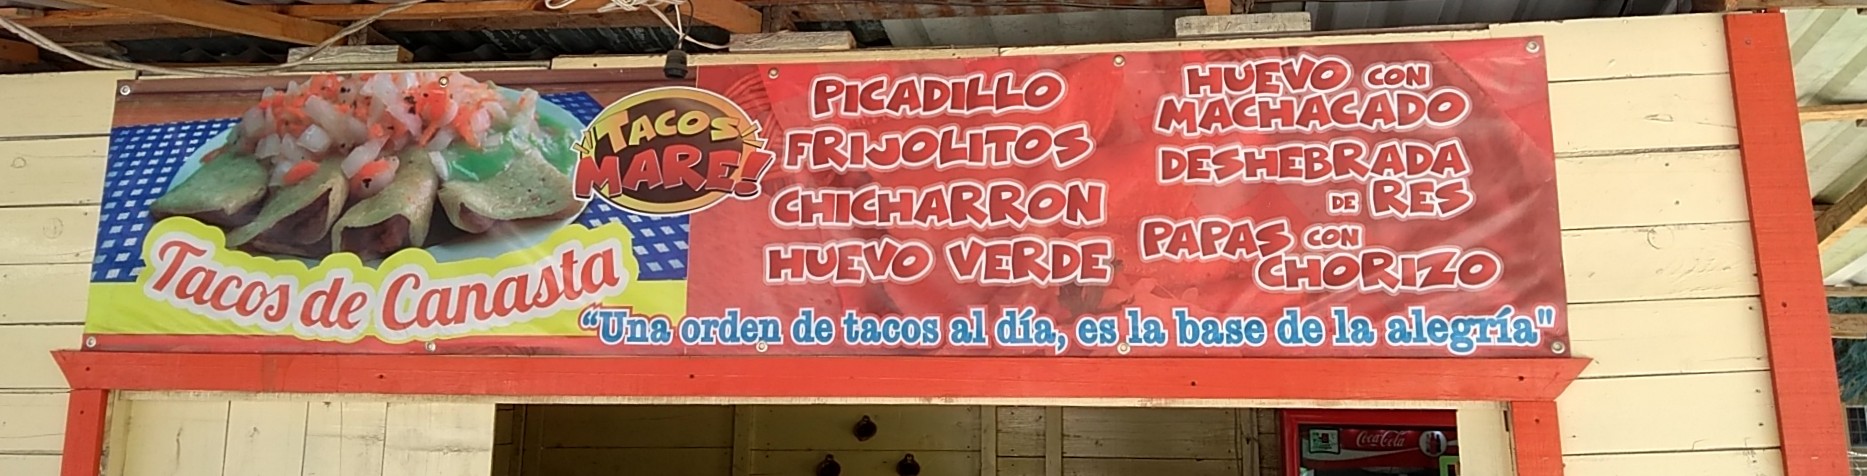 TACOS
MARE!
Tacos de Canasta
PICADILLO
FRIJOLITOS
CHICHARRON
HUEVO VERDE
HUEVO CON
MACHACADO
DESHEBRADA
DE RES
PAPAS CON
CHORIZO
"Una orden de tacos al día, es la base de la alegría"
Coca-Cola